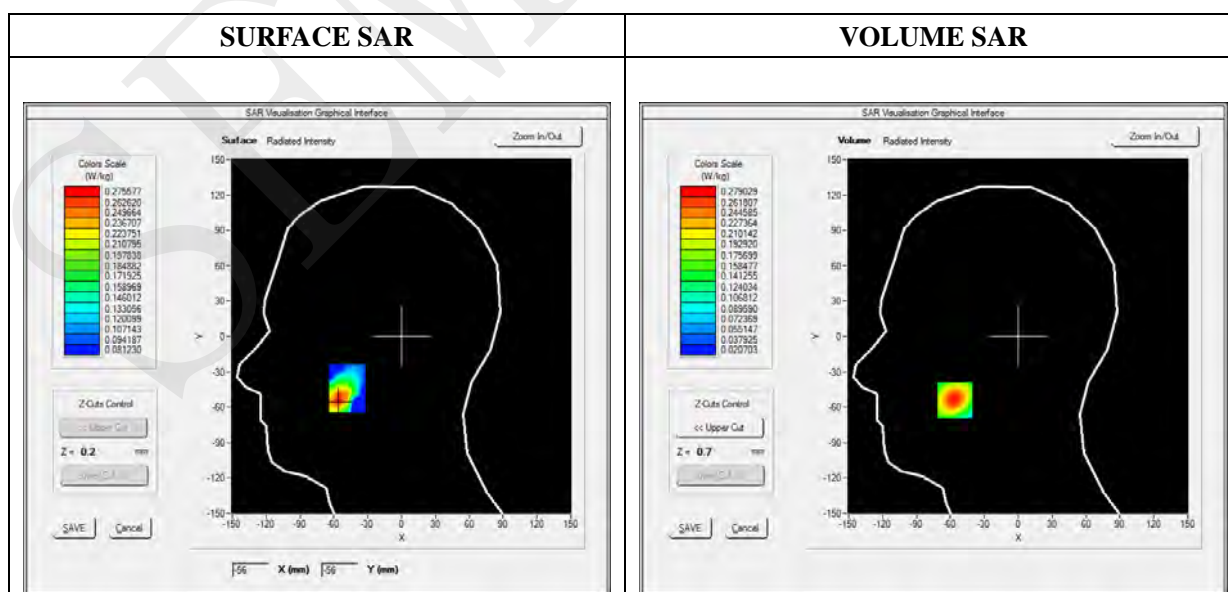 SURFACE SAR
VOLUME SAR
SAR Visualisation Graphical Interface
Surface Radiated Intensity
Zoom In/Out
Colors Scale
(W/kg)
0.275577
0.262620
0.249664
0.236707
0.223751
0.210795
0.197838
0.184882
0.171925
0.158969
0.146012
0.133056
0.120099
0.107143
0.094187
0.081230
Z-Cuts Control
<< Upper Cut
Z = 0.2 mm
SAVE
Cancel
150
120
90
60
30
0
-30
-60
-90
-120
-150
Y
-150 -120 -90 -60 -30 0 30 60 90 120 150
X
-56 X (mm) -56 Y (mm)
SAR Visualisation Graphical Interface
Volume Radiated Intensity
Zoom In/Out
Colors Scale
(W/kg)
0.279029
0.261807
0.244585
0.227364
0.210142
0.192920
0.175699
0.158477
0.141255
0.124034
0.106812
0.089590
0.072369
0.055147
0.037925
0.020703
Z-Cuts Control
<< Upper Cut
Z = 0.7 mm
SAVE
Cancel
150
120
90
60
30
0
-30
-60
-90
-120
-150
Y
-150 -120 -90 -60 -30 0 30 60 90 120 150
X